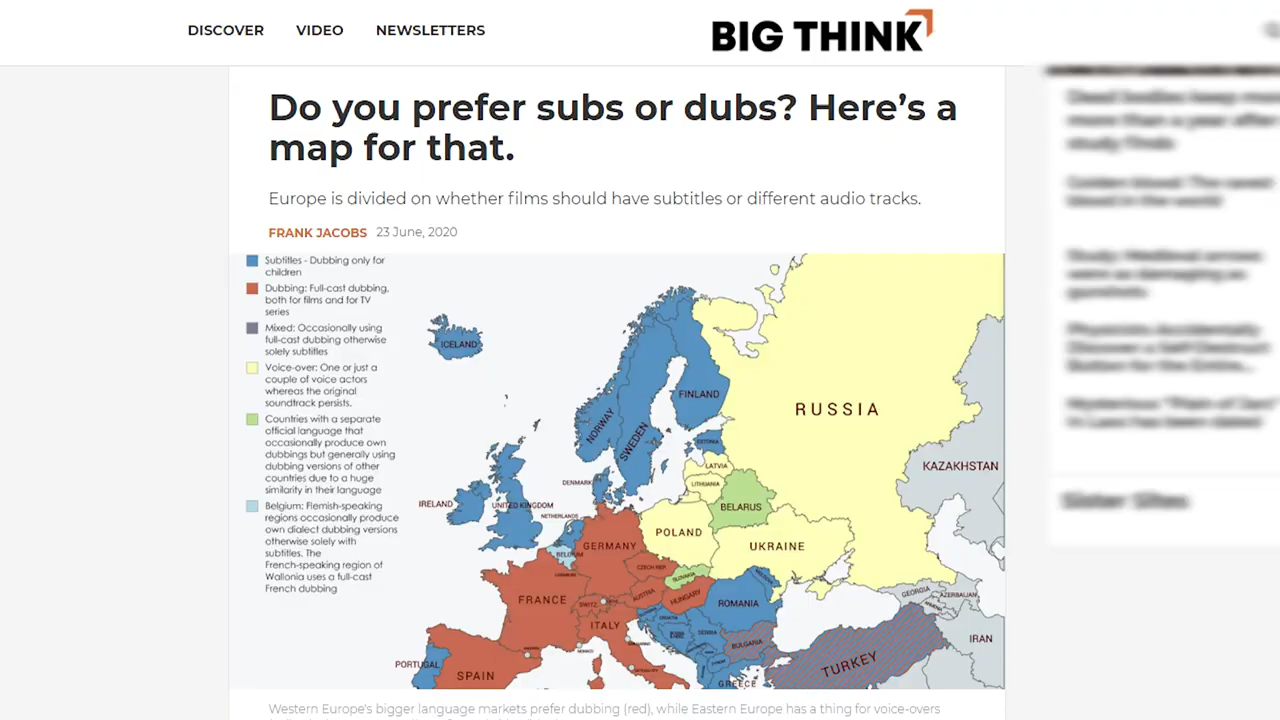 DISCOVER VIDEO NEWSLETTERS
BIG THINK
Do you prefer subs or dubs? Here's a
map for that.
Europe is divided on whether films should have subtitles or different audio tracks.
FRANK JACOBS 23 June, 2020
Subtitles - Dubbing only for
children
Dubbing: Full-cast dubbing,
both for films and for TV
series
Mixed: Occasionally using
full-cast dubbing otherwise
solely subtitles
Voice-over: One or just a
couple of voice actors
whereas the original
soundtrack persists.
Countries with a separate
official language that
occasionally produce own
dubbings but generally using
dubbing versions of other
countries due to a huge
similarity in their language
Belgium: Flemish-speaking
regions occasionally produce
own dialect dubbing versions
otherwise solely with
subtitles. The
French-speaking region of
Wallonia uses a full-cast
French dubbing
ICELAND
FINLAND
NORWAY
SWEDEN
RUSSIA
ESTONIA
LATVIA
KAZAKHSTAN
DENMARK
LITHUANIA
IRELAND
UNITED KINGDOM
BELARUS
NETHERLANDS
POLAND
GERMANY
UKRAINE
BELGIUM
CZECH REP.
SLOVAKIA
FRANCE
SWITZ.
AUSTRIA
HUNGARY
ROMANIA
GEORGIA
AZERBAIJAN
ARMENIA
ITALY
CROATIA
SERBIA
BULGARIA
IRAN
PORTUGAL
SPAIN
TURKEY
GREECE
Western Europe's bigger language markets prefer dubbing (red), while Eastern Europe has a thing for voice-overs